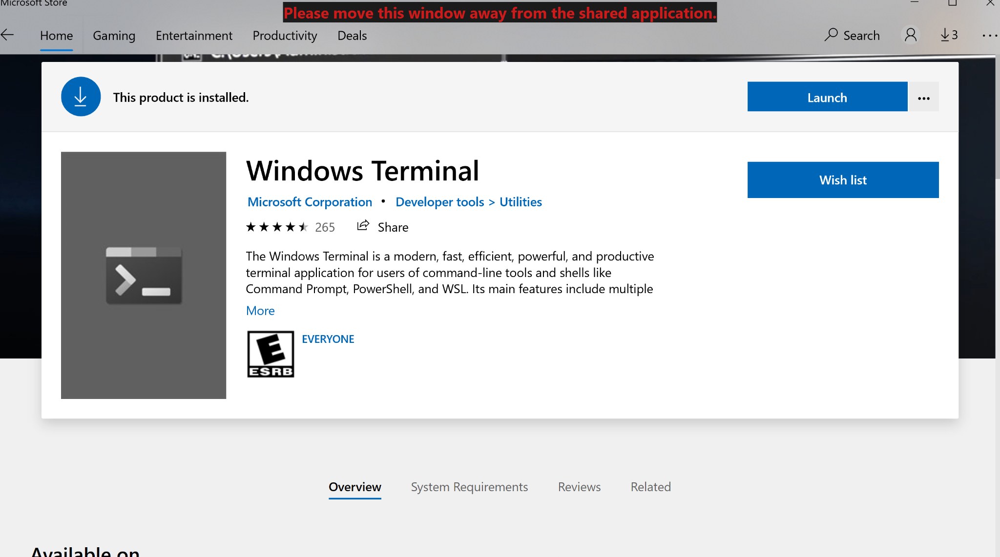 Microsoft Store
Please move this window away from the shared application.
Home Gaming Entertainment Productivity Deals Search 3
This product is installed. Launch
Windows Terminal
Wish list
Microsoft Corporation • Developer tools > Utilities
265 Share
The Windows Terminal is a modern, fast, efficient, powerful, and productive
terminal application for users of command-line tools and shells like
Command Prompt, PowerShell, and WSL. Its main features include multiple
More
E
ESRB
EVERYONE
Overview System Requirements Reviews Related
Available on